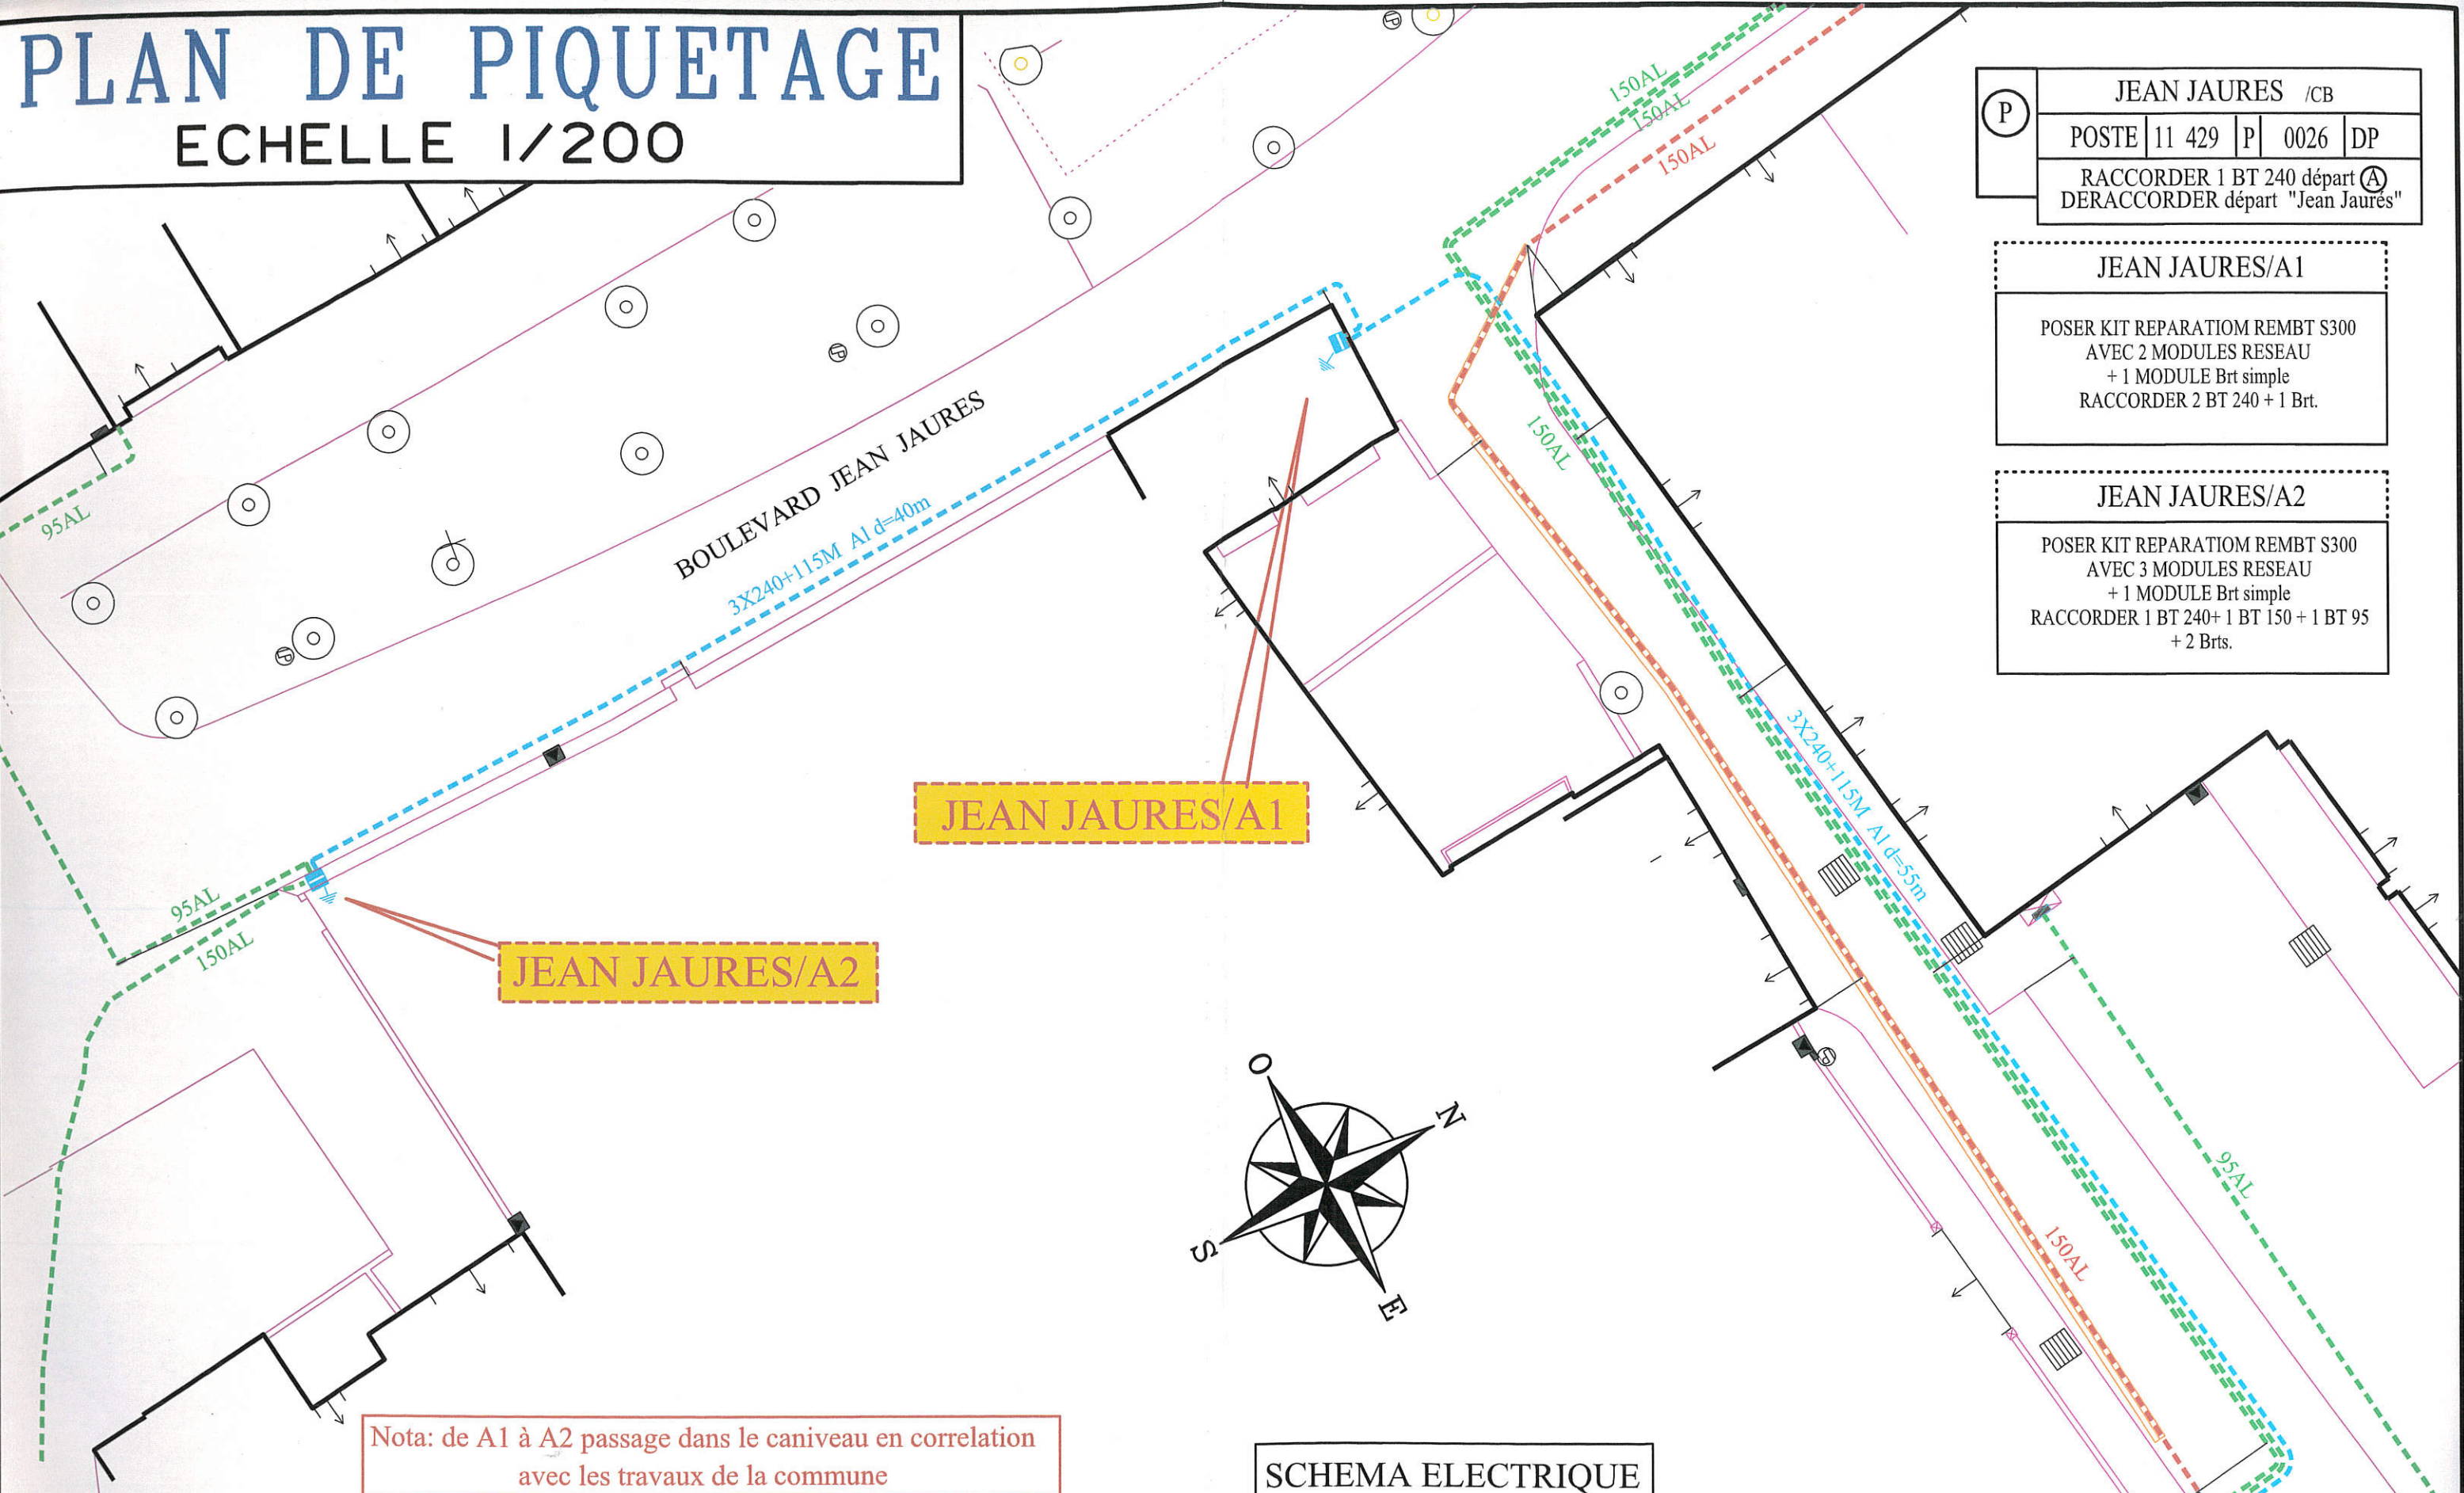 PLAN DE PIQUETAGE
ECHELLE 1/200
P
JEAN JAURES /CB
POSTE 11 429 P 0026 DP
RACCORDER 1 BT 240 départ A
DERACCORDER départ "Jean Jaurés"
JEAN JAURES/A1
POSER KIT REPARATIOM REMBT S300
AVEC 2 MODULES RESEAU
+ 1 MODULE Brt simple
RACCORDER 2 BT 240 + 1 Brt.
JEAN JAURES/A2
POSER KIT REPARATIOM REMBT S300
AVEC 3 MODULES RESEAU
+ 1 MODULE Brt simple
RACCORDER 1 BT 240+ 1 BT 150 + 1 BT 95
+ 2 Brts.
150AL
150AL
150AL
LP
LP
LP
95AL
BOULEVARD JEAN JAURES
3X240+115M Al d=40m
150AL
3X240+115M Al d=55m
JEAN JAURES/A1
95AL
150AL
JEAN JAURES/A2
LP
O
N
S
E
95AL
150AL
Nota: de A1 à A2 passage dans le caniveau en correlation
avec les travaux de la commune
SCHEMA ELECTRIQUE